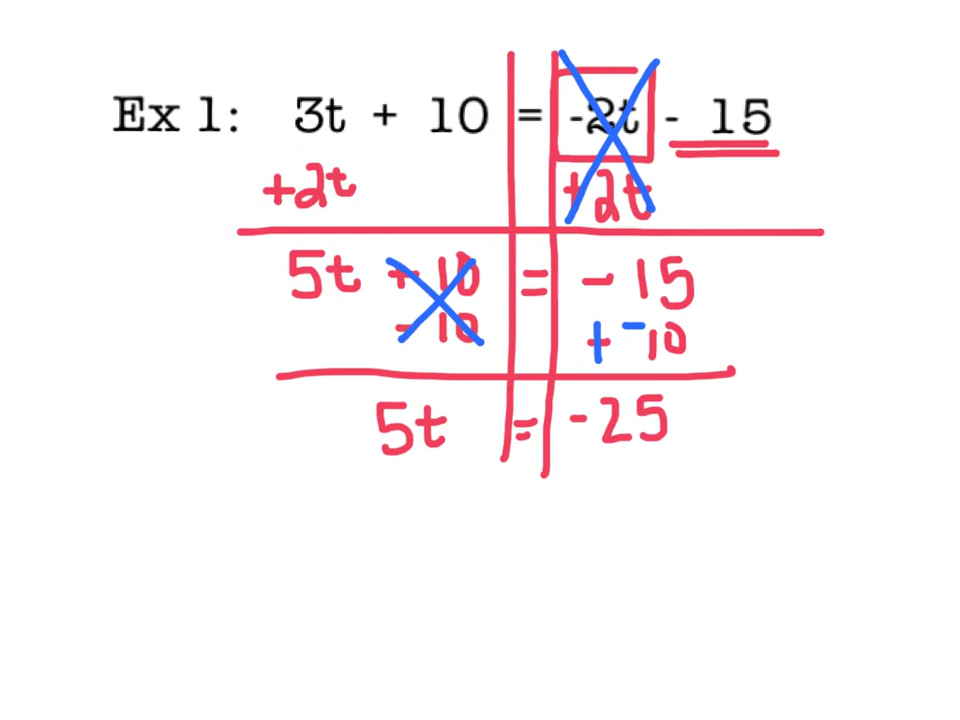 Ex 1: 3t + 10 = -2t - 15
+2t +2t
5t + 10 = - 15
- 10 + -10
5t = -25